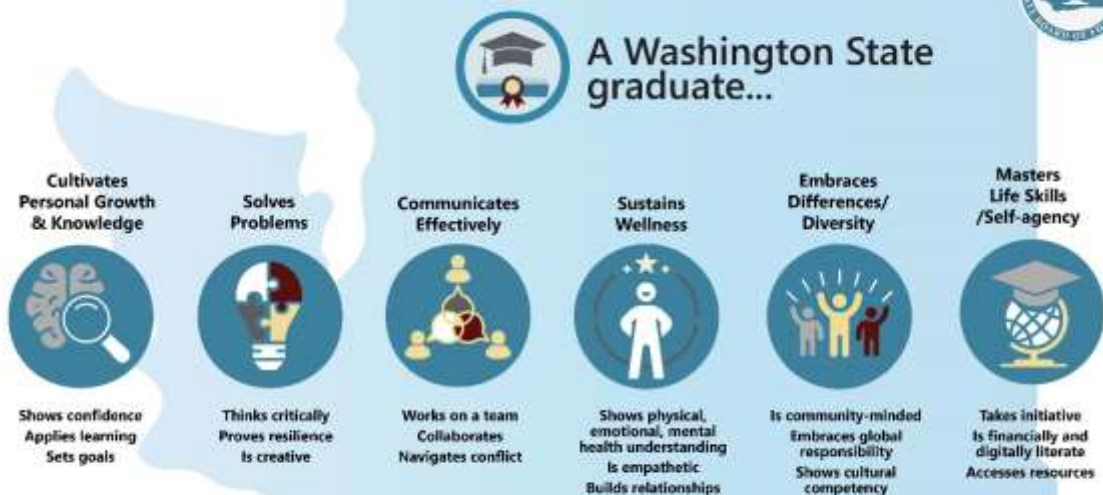 A Washington State
graduate...
Cultivates
Personal Growth
& Knowledge
Shows confidence
Applies learning
Sets goals
Solves
Problems
Thinks critically
Proves resilience
Is creative
Communicates
Effectively
Works on a team
Collaborates
Navigates conflict
Sustains
Wellness
Shows physical,
emotional, mental
health understanding
Is empathetic
Builds relationships
Embraces
Differences/
Diversity
Is community-minded
Embraces global
responsibility
Shows cultural
competency
Masters
Life Skills
/Self-agency
Takes initiative
Is financially and
digitally literate
Accesses resources